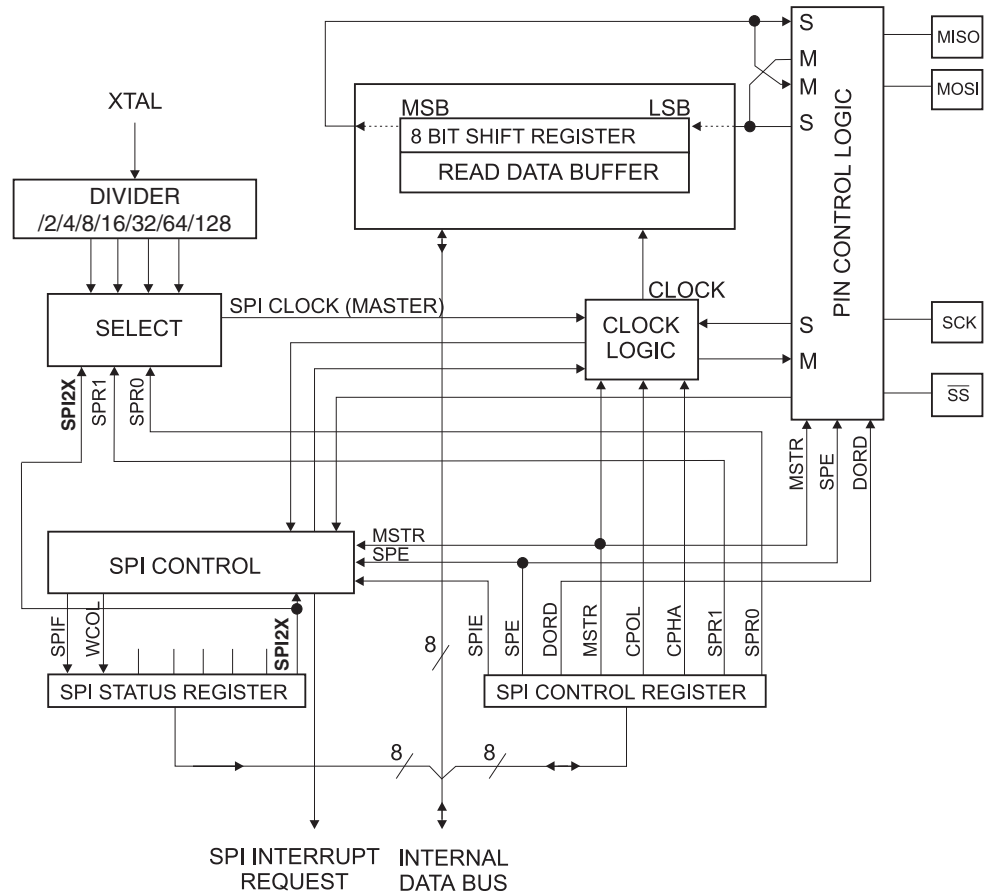 S
MISO
M
XTAL
M
MOSI
MSB
LSB
S
8 BIT SHIFT REGISTER
READ DATA BUFFER
PIN CONTROL LOGIC
DIVIDER
/2/4/8/16/32/64/128
SPI CLOCK (MASTER)
CLOCK
SELECT
CLOCK
LOGIC
S
SCK
M
SPI2X
SPR1
SPR0
SS
MSTR
SPE
DORD
SPI CONTROL
MSTR
SPE
SPIF
WCOL
SPI2X
8
SPIE
SPE
DORD
MSTR
CPOL
CPHA
SPR1
SPR0
SPI STATUS REGISTER
SPI CONTROL REGISTER
8
8
SPI INTERRUPT
REQUEST
INTERNAL
DATA BUS